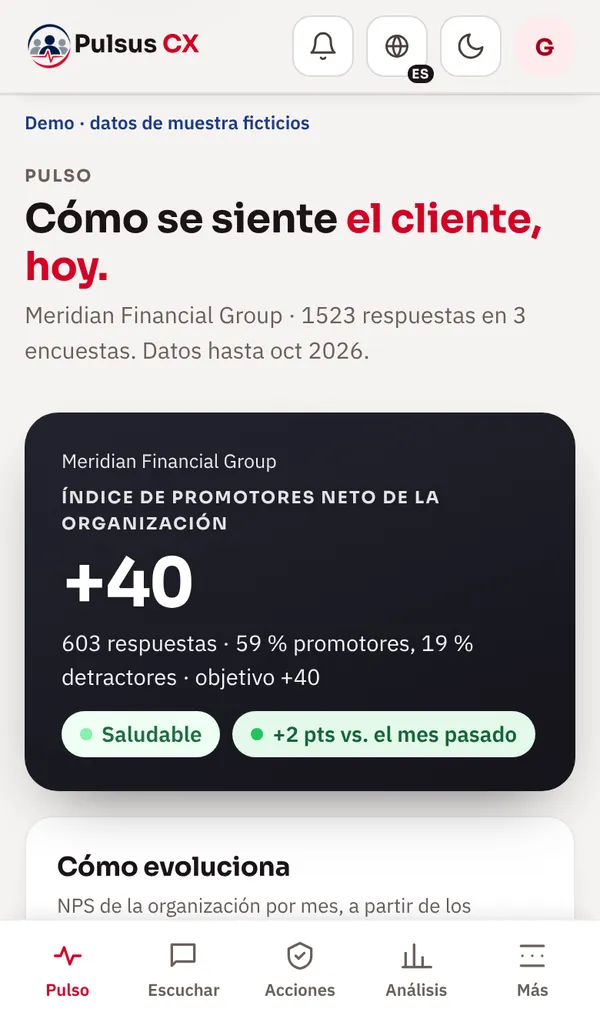 Pulsus CX
ES
G
Demo · datos de muestra ficticios
PULSO
Cómo se siente el cliente,
hoy.
Meridian Financial Group · 1523 respuestas en 3
encuestas. Datos hasta oct 2026.
Meridian Financial Group
ÍNDICE DE PROMOTORES NETO DE LA
ORGANIZACIÓN
+40
603 respuestas · 59 % promotores, 19 %
detractores · objetivo +40
Saludable
+2 pts vs. el mes pasado
Cómo evoluciona
NPS de la organización por mes, a partir de los
Pulso
Escuchar
Acciones
Análisis
Más